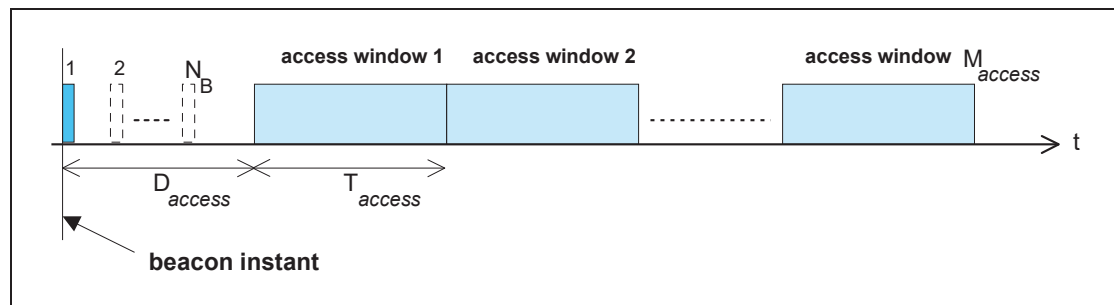 access window 1 access window 2 access window M access
1 2 N B
t
D access T access
beacon instant